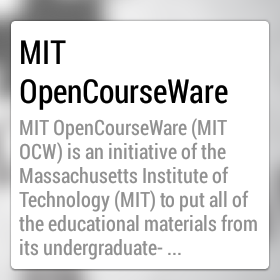 MIT
OpenCourseWare
MIT OpenCourseWare (MIT
OCW) is an initiative of the
Massachusetts Institute of
Technology (MIT) to put all of
the educational materials from
its undergraduate- ...